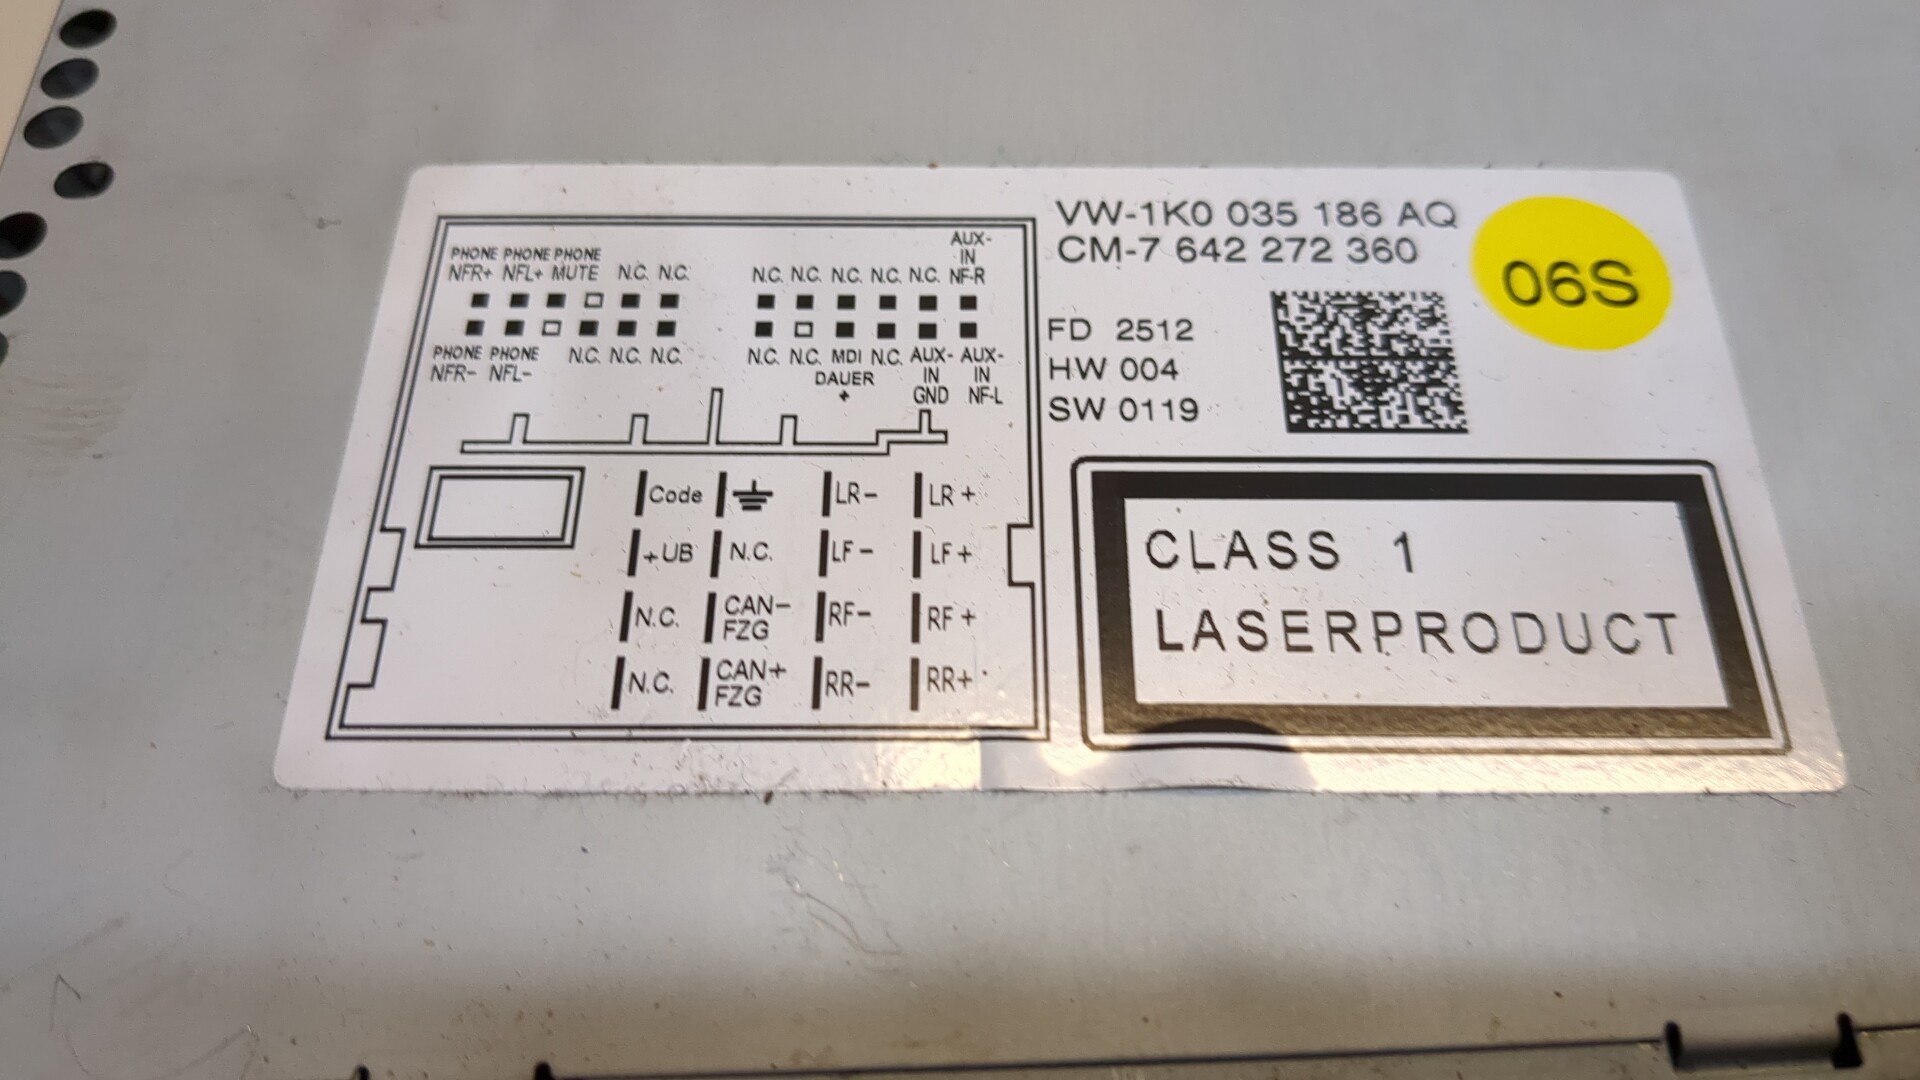 PHONE PHONE PHONE
NFR+ NFL+ MUTE N.C. N.C.
PHONE PHONE
NFR- NFL-
N.C. N.C. N.C.
AUX-
IN
N.C. N.C. N.C. N.C. N.C. NF-R
N.C. N.C. MDI N.C. AUX- AUX-
DAUER IN IN
+ GND NF-L
Code LR- LR+
+UB N.C. LF- LF+
N.C. CAN- FZG RF- RF+
N.C. CAN+ FZG RR- RR+
VW-1K0 035 186 AQ
CM-7 642 272 360
06S
FD 2512
HW 004
SW 0119
CLASS 1
LASERPRODUCT